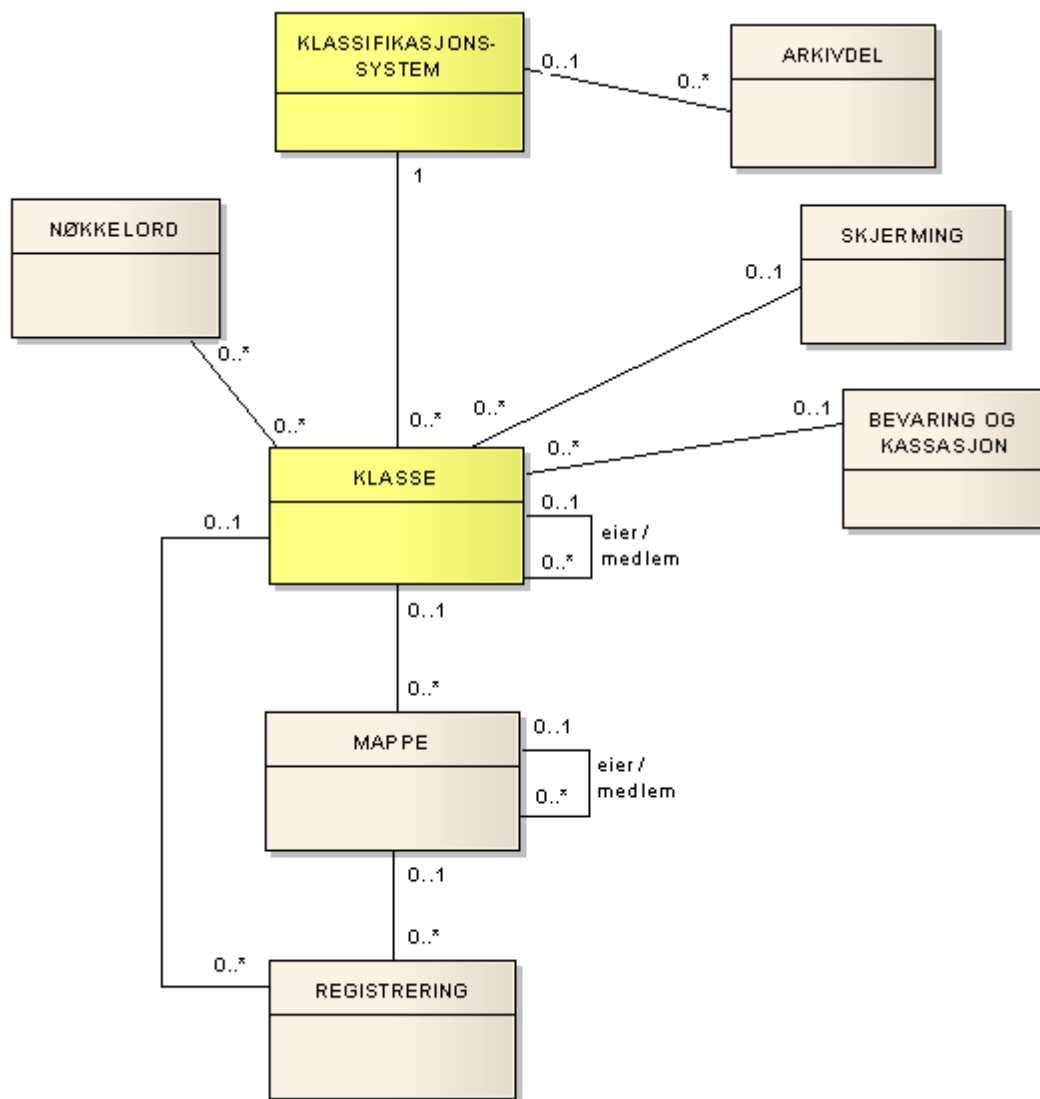 KLASSIFIKASJONS-
SYSTEM
ARKIVDEL
0..1
0..*
1
NØKKELORD
SKJERMING
0..1
0..*
0..*
0..*
0..*
BEVARING OG
KASSASJON
0..1
0..*
KLASSE
0..1
0..1
eier /
medlem
0..*
0..1
0..*
MAPPE
0..1
eier /
medlem
0..*
0..1
0..*
0..*
REGISTRERING